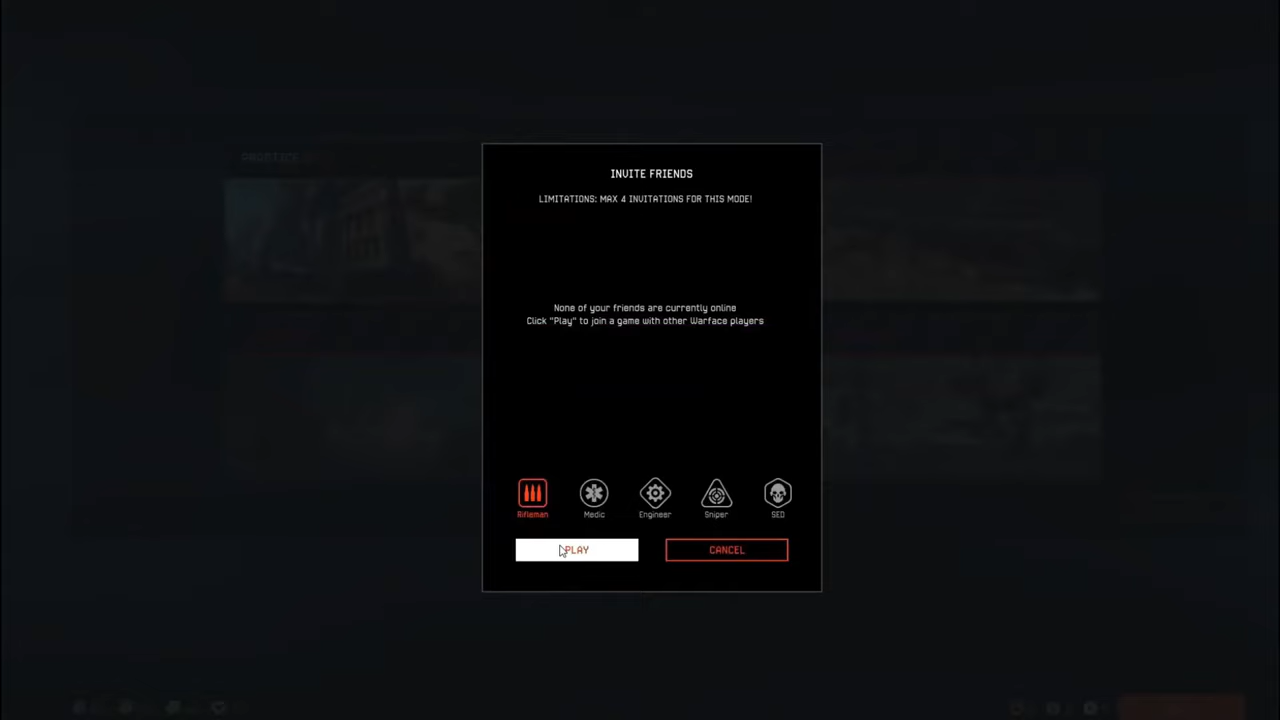 PRACTICE
INVITE FRIENDS
LIMITATIONS: MAX 4 INVITATIONS FOR THIS MODE!
None of your friends are currently online
Click "Play" to join a game with other Warface players
Rifleman Medic Engineer Sniper SED
PLAY CANCEL